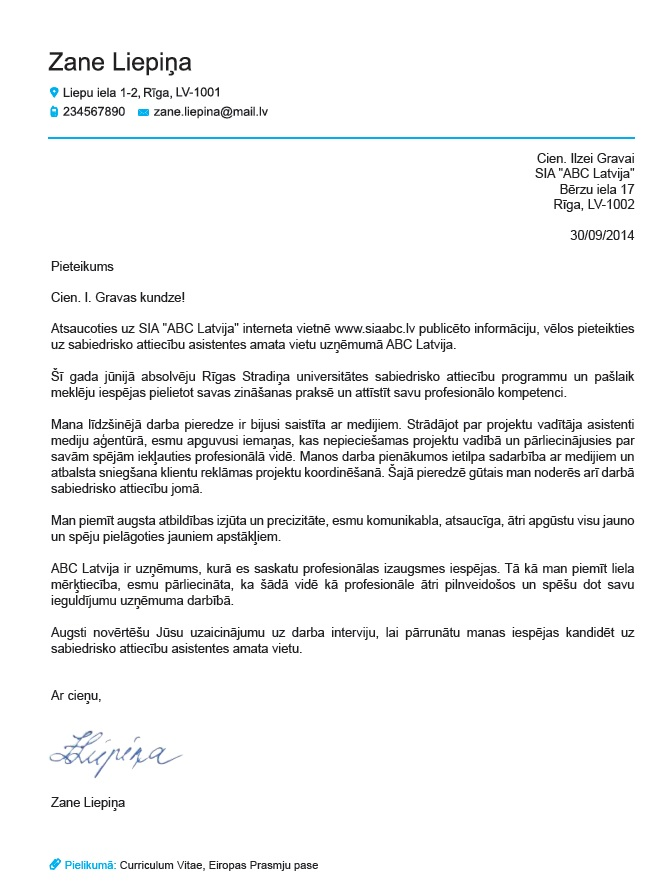 Zane Liepiņa
Liepu iela 1-2, Rīga, LV-1001
234567890 zane.liepina@mail.lv
Cien. Ilzei Gravai
SIA "ABC Latvija"
Bērzu iela 17
Rīga, LV-1002
30/09/2014
Pieteikums
Cien. I. Gravas kundze!
Atsaucoties uz SIA "ABC Latvija" interneta vietnē www.siaabc.lv publicēto informāciju, vēlos pieteikties
uz sabiedrisko attiecību asistentes amata vietu uzņēmumā ABC Latvija.
Šī gada jūnijā absolvēju Rīgas Stradiņa universitātes sabiedrisko attiecību programmu un pašlaik
meklēju iespējas pielietot savas zināšanas praksē un attīstīt savu profesionālo kompetenci.
Mana līdzšinējā darba pieredze ir bijusi saistīta ar medijiem. Strādājot par projektu vadītāja asistenti
mediju aģentūrā, esmu apguvusi iemaņas, kas nepieciešamas projektu vadībā un pārliecinājusies par
savām spējām iekļauties profesionālā vidē. Manos darba pienākumos ietilpa sadarbība ar medijiem un
atbalsta sniegšana klientu reklāmas projektu koordinēšanā. Šajā pieredzē gūtais man noderēs arī darbā
sabiedrisko attiecību jomā.
Man piemīt augsta atbildības izjūta un precizitāte, esmu komunikabla, atsaucīga, ātri apgūstu visu jauno
un spēju pielāgoties jauniem apstākļiem.
ABC Latvija ir uzņēmums, kurā es saskatu profesionālas izaugsmes iespējas. Tā kā man piemīt liela
mērķtiecība, esmu pārliecināta, ka šādā vidē kā profesionāle ātri pilnveidošos un spēšu dot savu
ieguldījumu uzņēmuma darbībā.
Augsti novērtēšu Jūsu uzaicinājumu uz darba interviju, lai pārrunātu manas iespējas kandidēt uz
sabiedrisko attiecību asistentes amata vietu.
Ar cieņu,
ZLiepiņa
Zane Liepiņa
Pielikumā: Curriculum Vitae, Eiropas Prasmju pase